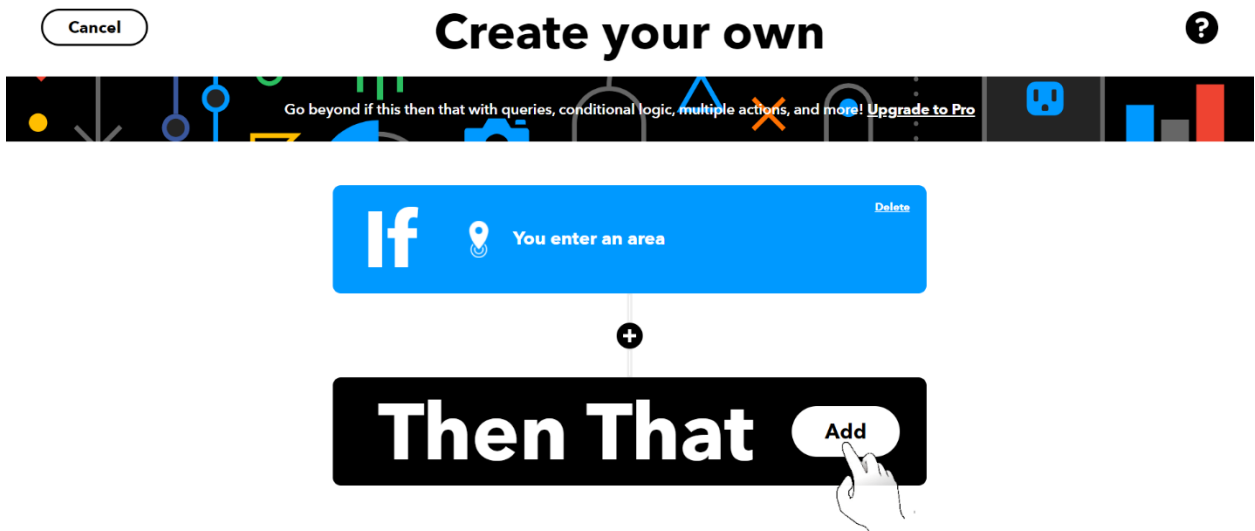 Cancel
Create your own
?
Go beyond if this then that with queries, conditional logic, multiple actions, and more! Upgrade to Pro
If
You enter an area
Delete
+
Then That
Add